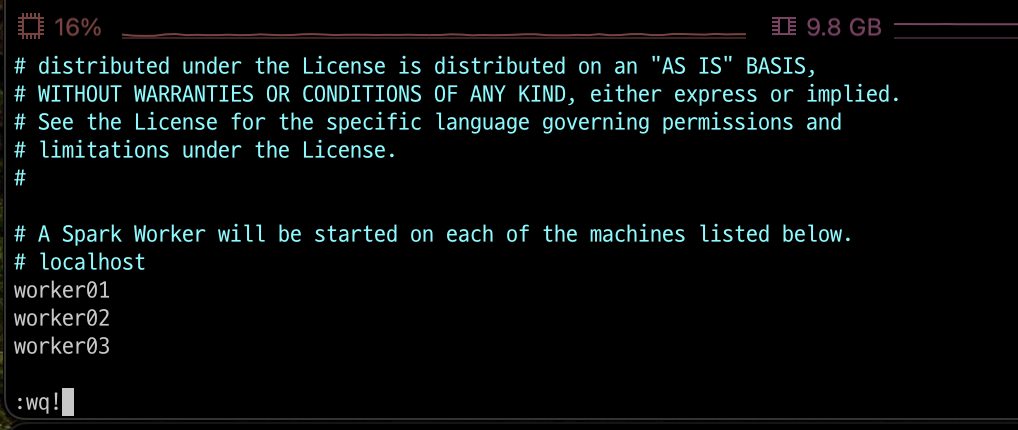 16% 9.8 GB
# distributed under the License is distributed on an "AS IS" BASIS,
# WITHOUT WARRANTIES OR CONDITIONS OF ANY KIND, either express or implied.
# See the License for the specific language governing permissions and
# limitations under the License.
#
# A Spark Worker will be started on each of the machines listed below.
# localhost
worker01
worker02
worker03
:wq!